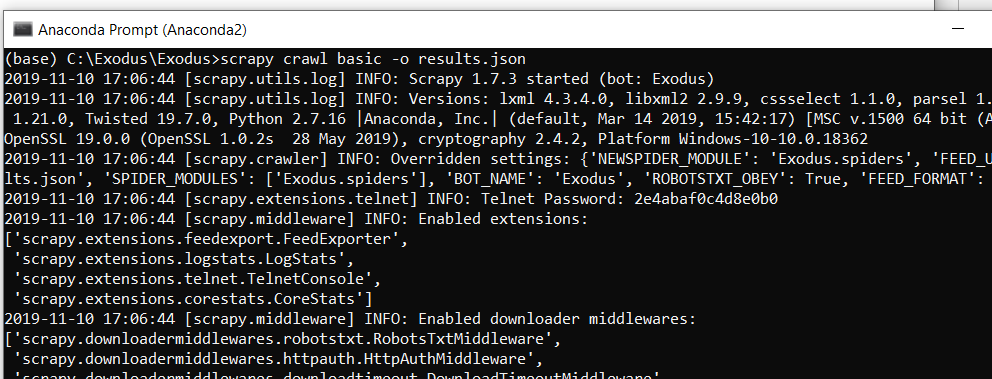 Anaconda Prompt (Anaconda2)
(base) C:\Exodus\Exodus>scrapy crawl basic -o results.json
2019-11-10 17:06:44 [scrapy.utils.log] INFO: Scrapy 1.7.3 started (bot: Exodus)
2019-11-10 17:06:44 [scrapy.utils.log] INFO: Versions: lxml 4.3.4.0, libxml2 2.9.9, cssselect 1.1.0, parsel 1.
 1.21.0, Twisted 19.7.0, Python 2.7.16 |Anaconda, Inc.| (default, Mar 14 2019, 15:42:17) [MSC v.1500 64 bit (A
OpenSSL 19.0.0 (OpenSSL 1.0.2s  28 May 2019), cryptography 2.4.2, Platform Windows-10-10.0.18362
2019-11-10 17:06:44 [scrapy.crawler] INFO: Overridden settings: {'NEWSPIDER_MODULE': 'Exodus.spiders', 'FEED_U
lts.json', 'SPIDER_MODULES': ['Exodus.spiders'], 'BOT_NAME': 'Exodus', 'ROBOTSTXT_OBEY': True, 'FEED_FORMAT':
2019-11-10 17:06:44 [scrapy.extensions.telnet] INFO: Telnet Password: 2e4abaf0c4d8e0b0
2019-11-10 17:06:44 [scrapy.middleware] INFO: Enabled extensions:
['scrapy.extensions.feedexport.FeedExporter',
 'scrapy.extensions.logstats.LogStats',
 'scrapy.extensions.telnet.TelnetConsole',
 'scrapy.extensions.corestats.CoreStats']
2019-11-10 17:06:44 [scrapy.middleware] INFO: Enabled downloader middlewares:
['scrapy.downloadermiddlewares.robotstxt.RobotsTxtMiddleware',
 'scrapy.downloadermiddlewares.httpauth.HttpAuthMiddleware',
 'scrapy.downloadermiddlewares.downloadtimeout.DownloadTimeoutMiddleware',